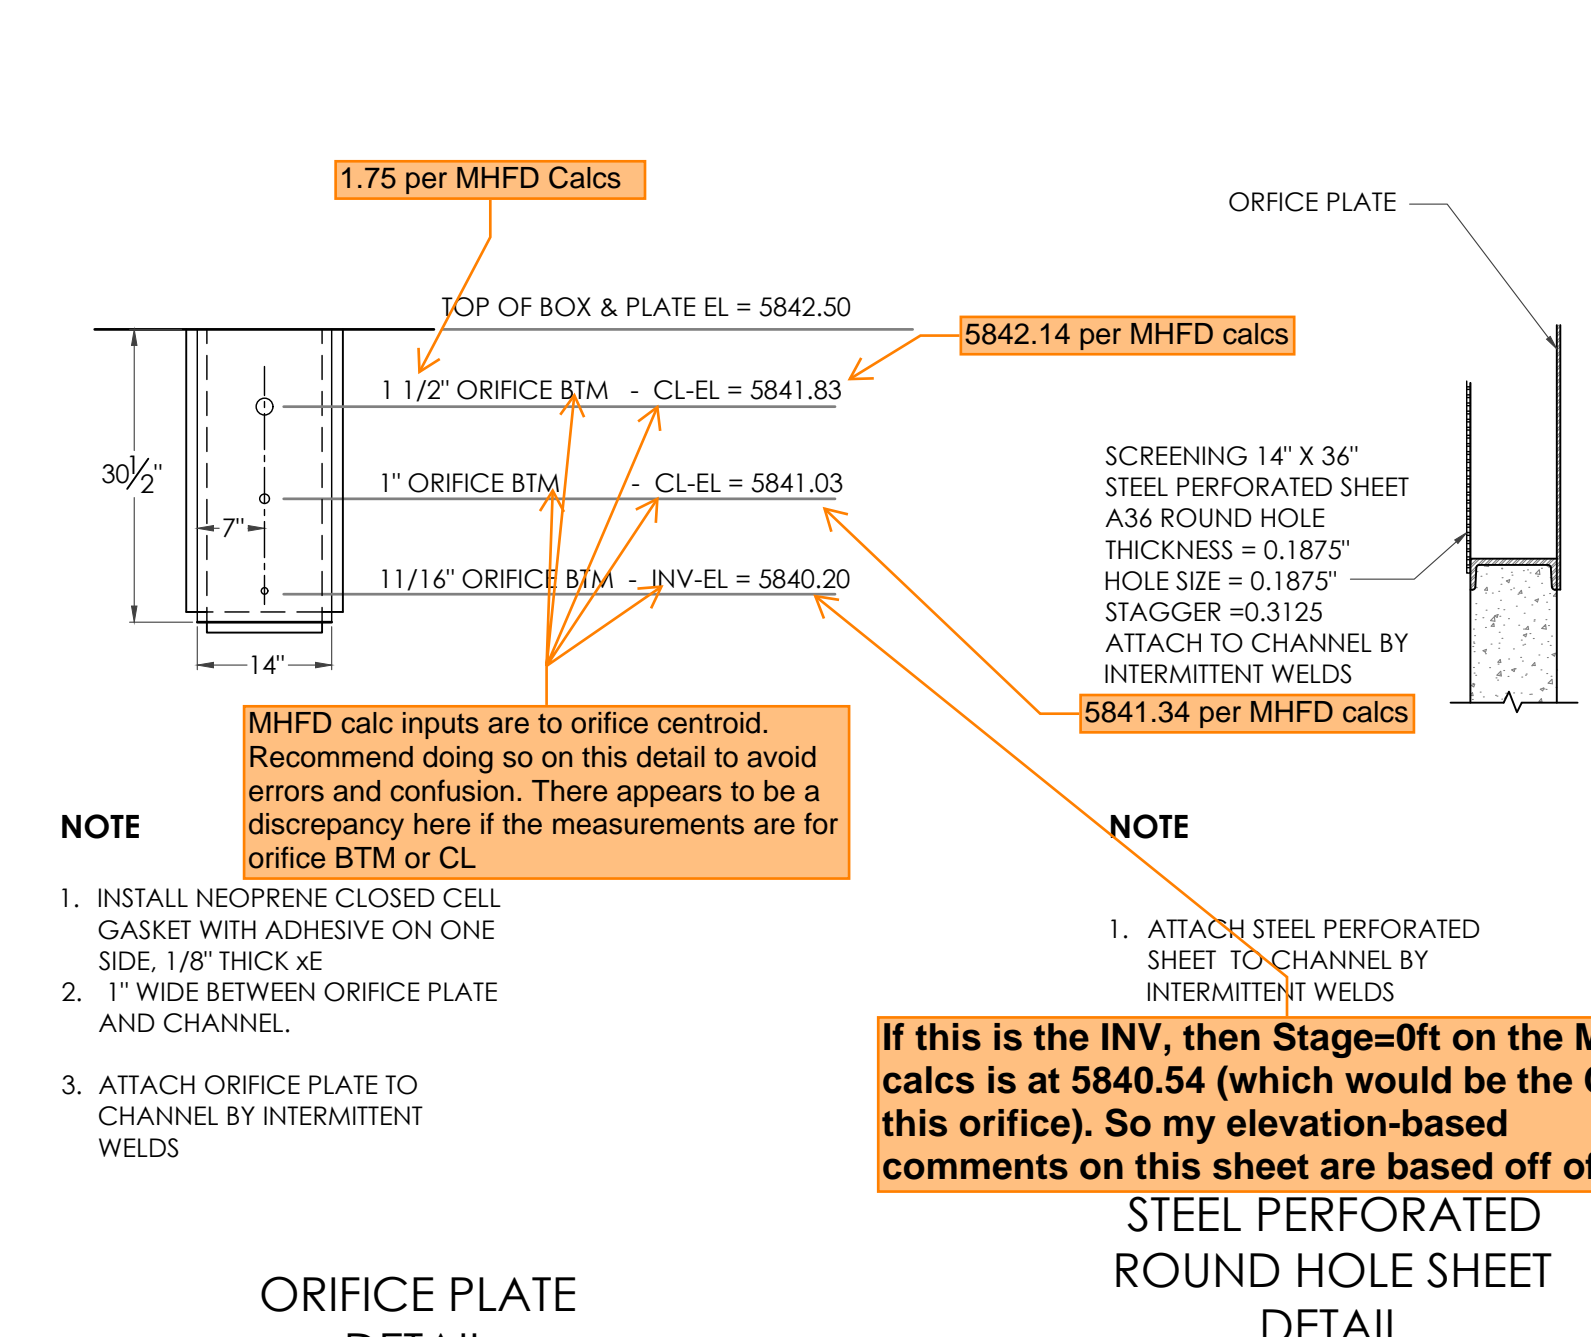 1.75 per MHFD Calcs
ORFICE PLATE
TOP OF BOX & PLATE EL = 5842.50
5842.14 per MHFD calcs
1 1/2" ORIFICE BTM - CL-EL = 5841.83
30 1/2"
1" ORIFICE BTM - CL-EL = 5841.03
7"
11/16" ORIFICE BTM - INV-EL = 5840.20
14"
SCREENING 14" X 36"
STEEL PERFORATED SHEET
A36 ROUND HOLE
THICKNESS = 0.1875"
HOLE SIZE = 0.1875"
STAGGER =0.3125
ATTACH TO CHANNEL BY
INTERMITTENT WELDS
5841.34 per MHFD calcs
MHFD calc inputs are to orifice centroid.
Recommend doing so on this detail to avoid
errors and confusion. There appears to be a
discrepancy here if the measurements are for
orifice BTM or CL
NOTE
1. INSTALL NEOPRENE CLOSED CELL
GASKET WITH ADHESIVE ON ONE
SIDE, 1/8" THICK xE
2. 1" WIDE BETWEEN ORIFICE PLATE
AND CHANNEL.
3. ATTACH ORIFICE PLATE TO
CHANNEL BY INTERMITTENT
WELDS
NOTE
1. ATTACH STEEL PERFORATED
SHEET TO CHANNEL BY
INTERMITTENT WELDS
If this is the INV, then Stage=0ft on the
calcs is at 5840.54 (which would be the
this orifice). So my elevation-based
comments on this sheet are based off of
ORIFICE PLATE
DETAIL
STEEL PERFORATED
ROUND HOLE SHEET
DETAIL